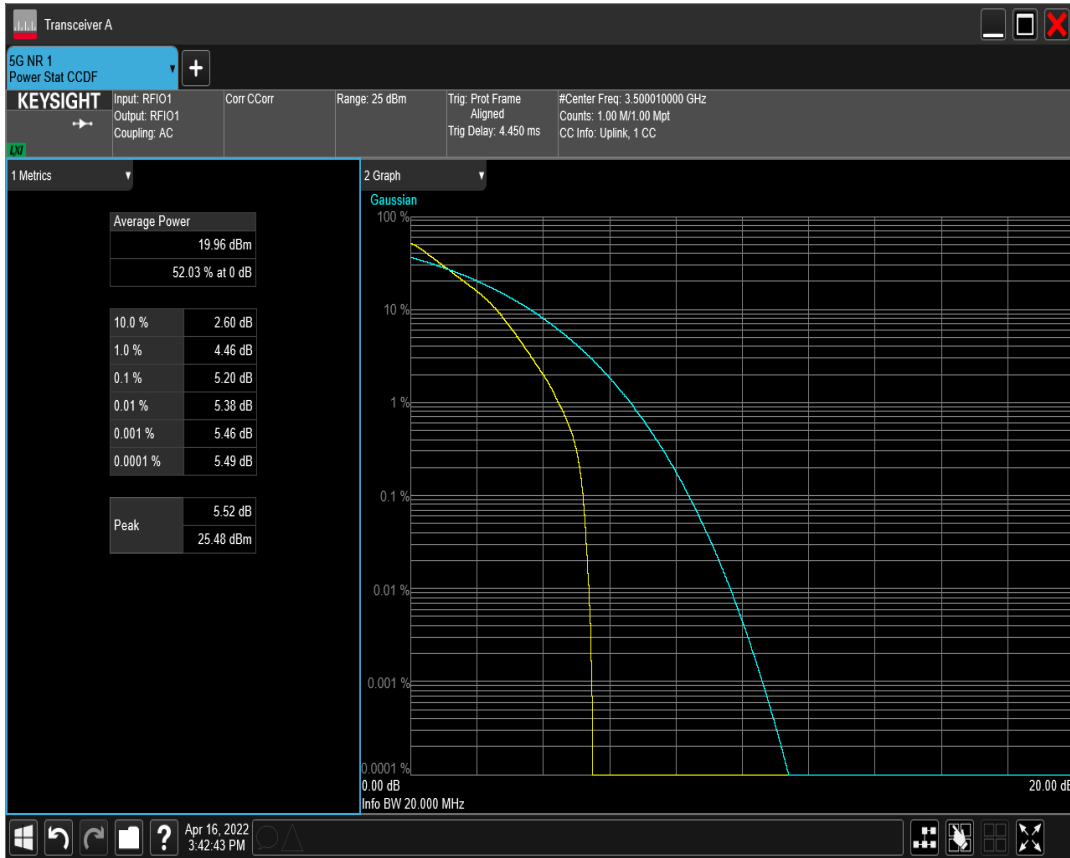 Transceiver A
5G NR 1
Power Stat CCDF
KEYSIGHT
LXI
Input: RFIO1
Output: RFIO1
Coupling: AC
Corr CCorr
Range: 25 dBm
Trig: Prot Frame
Aligned
Trig Delay: 4.450 ms
#Center Freq: 3.500010000 GHz
Counts: 1.00 M/1.00 Mpt
CC Info: Uplink, 1 CC
1 Metrics
Average Power
19.96 dBm
52.03 % at 0 dB
10.0 % 2.60 dB
1.0 % 4.46 dB
0.1 % 5.20 dB
0.01 % 5.38 dB
0.001 % 5.46 dB
0.0001 % 5.49 dB
Peak 5.52 dB
25.48 dBm
2 Graph
Gaussian
100 %
10 %
1 %
0.1 %
0.01 %
0.001 %
0.0001 %
0.00 dB 20.00 dB
Info BW 20.000 MHz
? Apr 16, 2022
3:42:43 PM